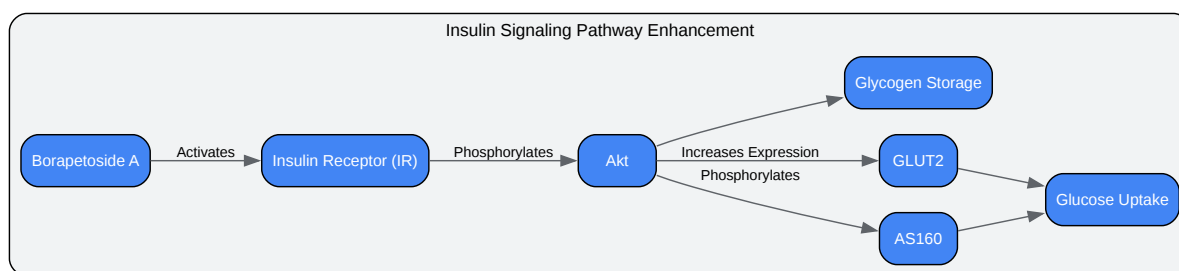 Insulin Signaling Pathway Enhancement
Glycogen Storage
Borapetoside A
Activates
Insulin Receptor (IR)
Phosphorylates
Akt
Increases Expression
GLUT2
Phosphorylates
Glucose Uptake
AS160